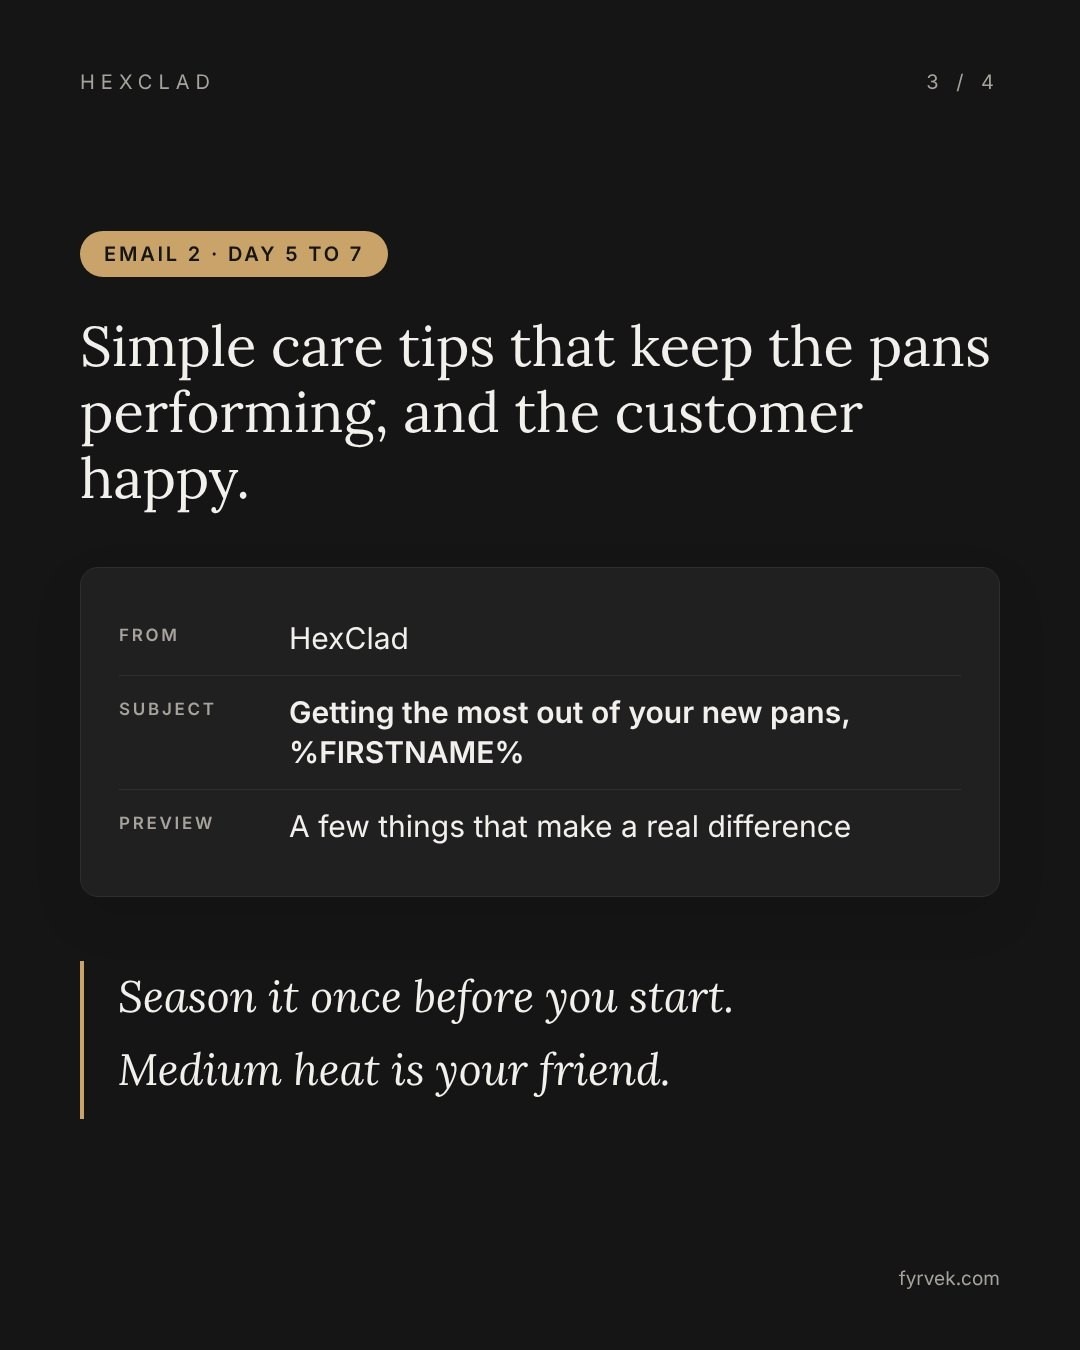 HEXCLAD
3 / 4
EMAIL 2 · DAY 5 TO 7
Simple care tips that keep the pans
performing, and the customer
happy.
FROM
HexClad
SUBJECT
Getting the most out of your new pans,
%FIRSTNAME%
PREVIEW
A few things that make a real difference
Season it once before you start.
Medium heat is your friend.
fyrvek.com